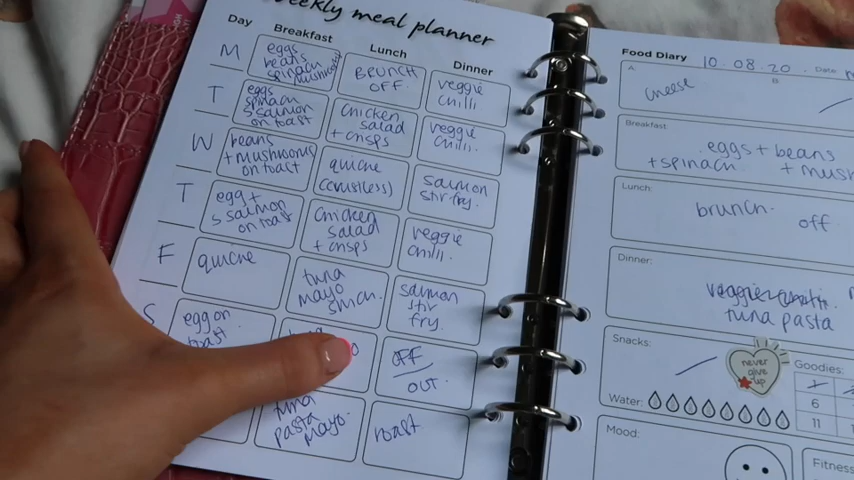 weekly meal planner
Day
Breakfast
Lunch
Dinner
M
eggs
beans
spinach
mushrooms
BRUNCH
OFF.
veggie
chilli
T
eggs
spinach
s salmon
on toast
chicken
salad
+ crisps
veggie
chilli.
W
beans
+ mushrooms
on toast
quiche
(crustless)
salmon
stir fry.
T
egg +
s salmon
on toast
chicken
salad
+ crisps
veggie
chilli.
F
quiche
tuna
mayo
salmon
stir
fry.
S
egg on
toast.
OFF
OUT.
tuna
pasta mayo.
roast
Food Diary
10.08.20.
Date:
A:
B:
cheese
Breakfast:
eggs + beans
+ spinach + mush
Lunch:
brunch. off
Dinner:
tuna pasta
Snacks:
never
give
up
Goodies:
1
6
11
Water:
Mood:
Fitness